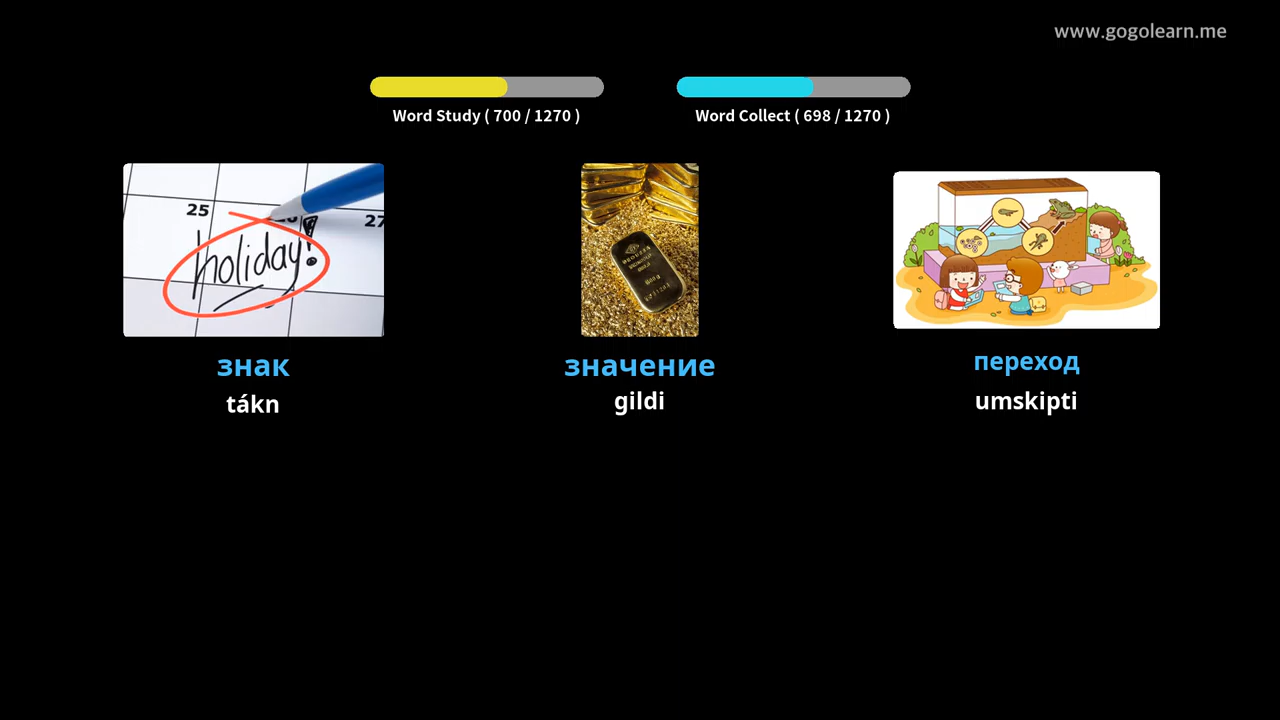 www.gogolearn.me
Word Study ( 700 / 1270 )
Word Collect ( 698 / 1270 )
25
27
holiday!
знак
tákn
значение
gildi
переход
umskipti